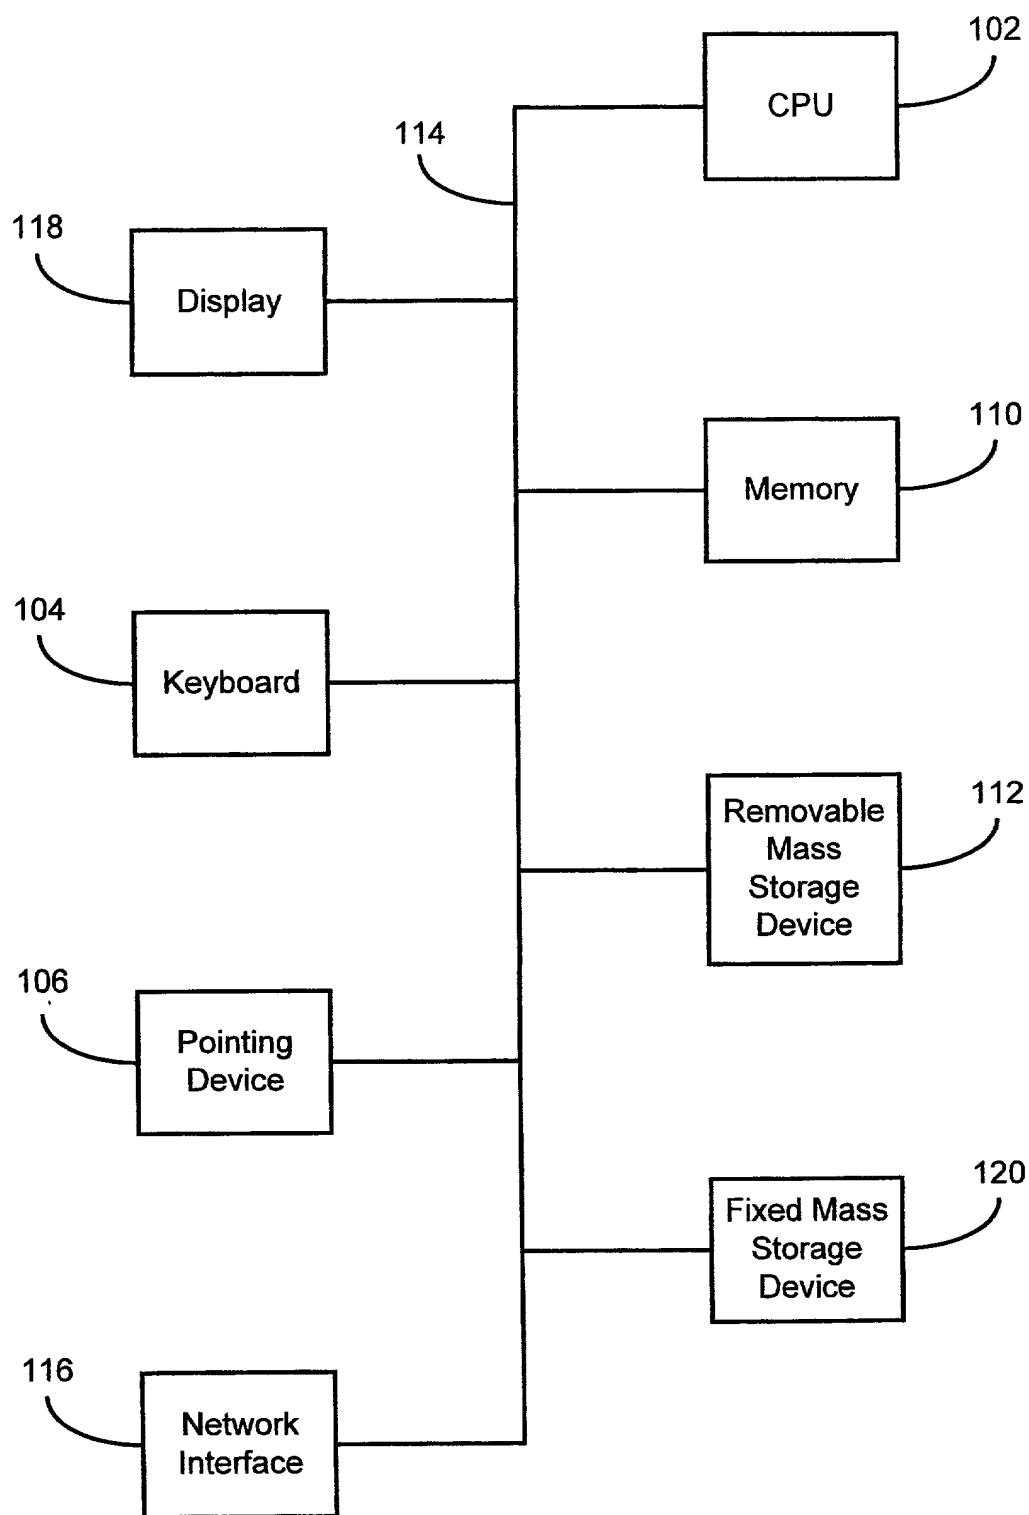 102
CPU
114
118
Display
110
Memory
104
Keyboard
112
Removable
Mass
Storage
Device
106
Pointing
Device
120
Fixed Mass
Storage
Device
116
Network
Interface